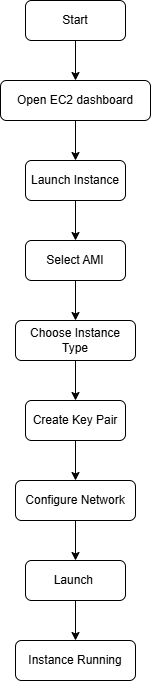 Start
Open EC2 dashboard
Launch Instance
Select AMI
Choose Instance
Type
Create Key Pair
Configure Network
Launch
Instance Running